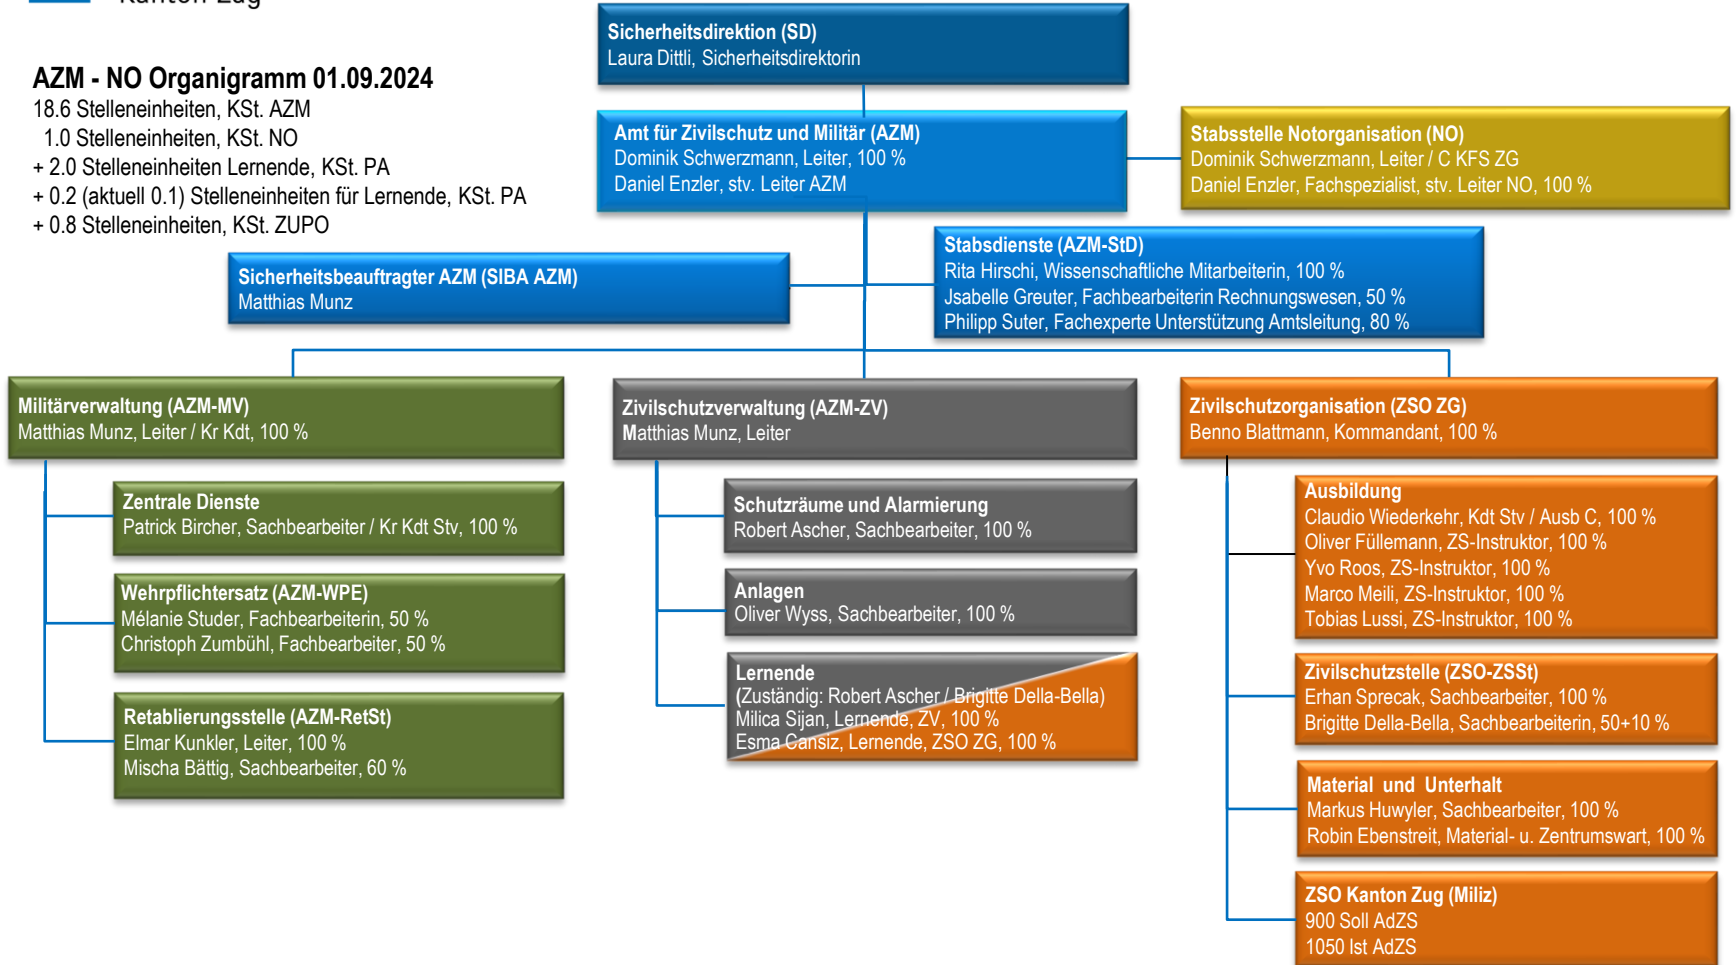 Kanton Zug
AZM - NO Organigramm 01.09.2024
18.6 Stelleneinheiten, KSt. AZM
1.0 Stelleneinheiten, KSt. NO
+ 2.0 Stelleneinheiten Lernende, KSt. PA
+ 0.2 (aktuell 0.1) Stelleneinheiten für Lernende, KSt. PA
+ 0.8 Stelleneinheiten, KSt. ZUPO
Sicherheitsdirektion (SD)
Laura Dittli, Sicherheitsdirektorin
Amt für Zivilschutz und Militär (AZM)
Dominik Schwerzmann, Leiter, 100 %
Daniel Enzler, stv. Leiter AZM
Stabsstelle Notorganisation (NO)
Dominik Schwerzmann, Leiter / C KFS ZG
Daniel Enzler, Fachspezialist, stv. Leiter NO, 100 %
Sicherheitsbeauftragter AZM (SIBA AZM)
Matthias Munz
Stabsdienste (AZM-StD)
Rita Hirschi, Wissenschaftliche Mitarbeiterin, 100 %
Jsabelle Greuter, Fachbearbeiterin Rechnungswesen, 50 %
Philipp Suter, Fachexperte Unterstützung Amtsleitung, 80 %
Militärverwaltung (AZM-MV)
Matthias Munz, Leiter / Kr Kdt, 100 %
Zentrale Dienste
Patrick Bircher, Sachbearbeiter / Kr Kdt Stv, 100 %
Wehrpflichtersatz (AZM-WPE)
Mélanie Studer, Fachbearbeiterin, 50 %
Christoph Zumbühl, Fachbearbeiter, 50 %
Retablierungsstelle (AZM-RetSt)
Elmar Kunkler, Leiter, 100 %
Mischa Bättig, Sachbearbeiter, 60 %
Zivilschutzverwaltung (AZM-ZV)
Matthias Munz, Leiter
Schutzräume und Alarmierung
Robert Ascher, Sachbearbeiter, 100 %
Anlagen
Oliver Wyss, Sachbearbeiter, 100 %
Lernende
(Zuständig: Robert Ascher / Brigitte Della-Bella)
Milica Sijan, Lernende, ZV, 100 %
Esma Cansiz, Lernende, ZSO ZG, 100 %
Zivilschutzorganisation (ZSO ZG)
Benno Blattmann, Kommandant, 100 %
Ausbildung
Claudio Wiederkehr, Kdt Stv / Ausb C, 100 %
Oliver Füllemann, ZS-Instruktor, 100 %
Yvo Roos, ZS-Instruktor, 100 %
Marco Meili, ZS-Instruktor, 100 %
Tobias Lussi, ZS-Instruktor, 100 %
Zivilschutzstelle (ZSO-ZSSt)
Erhan Sprecak, Sachbearbeiter, 100 %
Brigitte Della-Bella, Sachbearbeiterin, 50+10 %
Material und Unterhalt
Markus Huwyler, Sachbearbeiter, 100 %
Robin Ebenstreit, Material- u. Zentrumswart, 100 %
ZSO Kanton Zug (Miliz)
900 Soll AdZS
1050 Ist AdZS